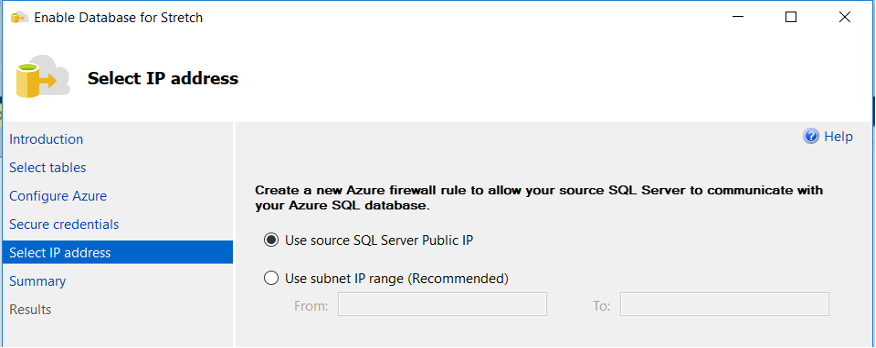 Enable Database for Stretch
Select IP address
Introduction
Select tables
Configure Azure
Secure credentials
Select IP address
Summary
Results
Help
Create a new Azure firewall rule to allow your source SQL Server to communicate with
your Azure SQL database.
Use source SQL Server Public IP
Use subnet IP range (Recommended)
From: To: